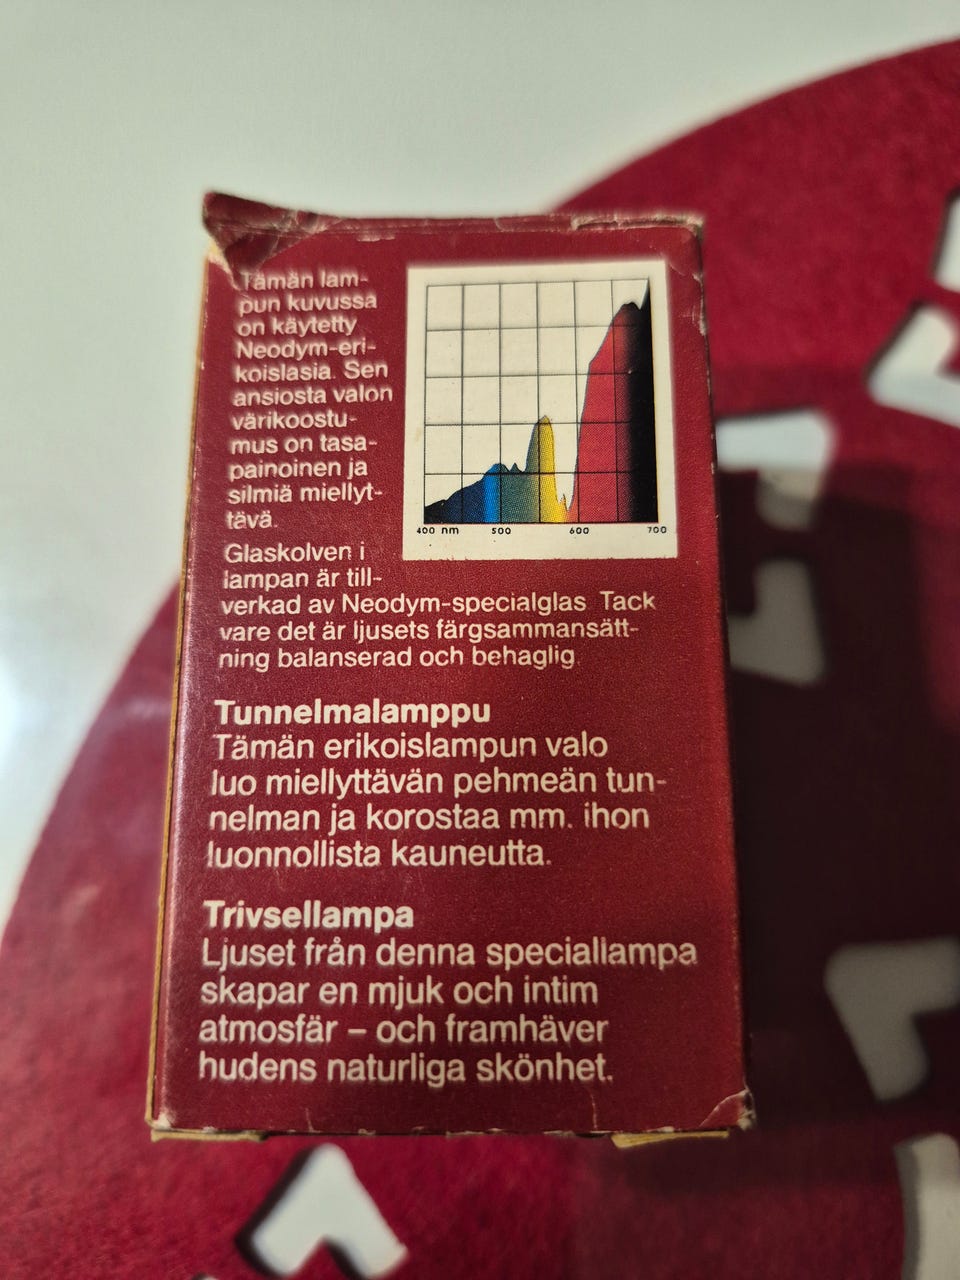 Tämän lam-
pun kuvussa
on käytetty
Neodym-eri-
koislasia. Sen
ansiosta valon
värikoostu-
mus on tasa-
painoinen ja
silmiä miellyt-
tävä.
400 nm 500 600 700
Glaskolven i
lampan är till-
verkad av Neodym-specialglas. Tack
vare det är ljusets färgsammansätt-
ning balanserad och behaglig.
Tunnelmalamppu
Tämän erikoislampun valo
luo miellyttävän pehmeän tun-
nelman ja korostaa mm. ihon
luonnollista kauneutta.
Trivsellampa
Ljuset från denna speciallampa
skapar en mjuk och intim
atmosfär – och framhäver
hudens naturliga skönhet.